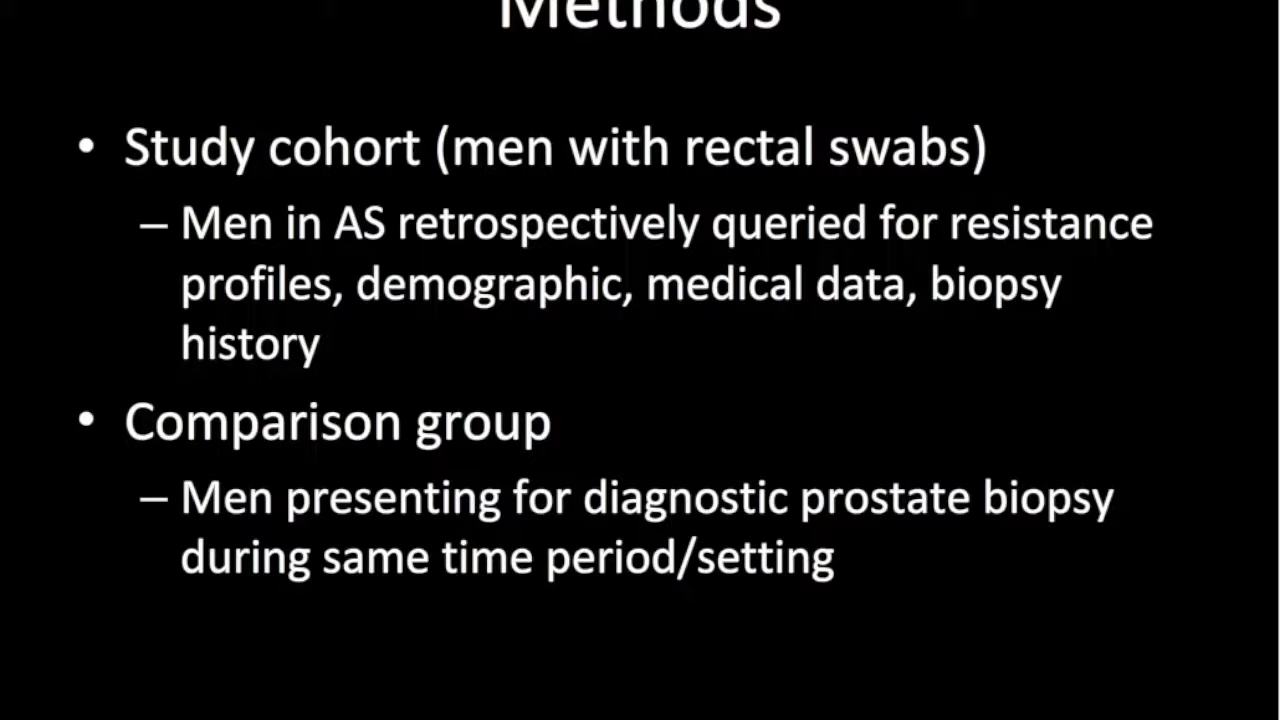 Methods
• Study cohort (men with rectal swabs)
– Men in AS retrospectively queried for resistance
profiles, demographic, medical data, biopsy
history
• Comparison group
– Men presenting for diagnostic prostate biopsy
during same time period/setting